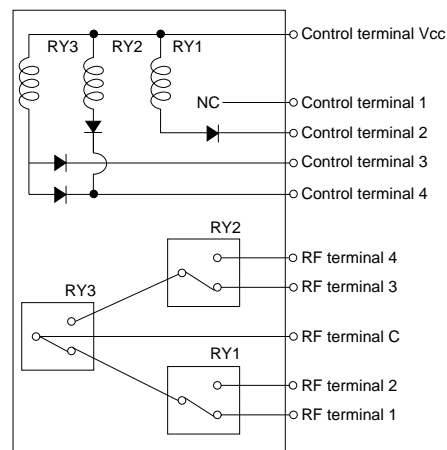 RY3 RY2 RY1 Control terminal Vcc
NC Control terminal 1
Control terminal 2
Control terminal 3
Control terminal 4
RY2
RF terminal 4
RF terminal 3
RY3
RF terminal C
RY1
RF terminal 2
RF terminal 1